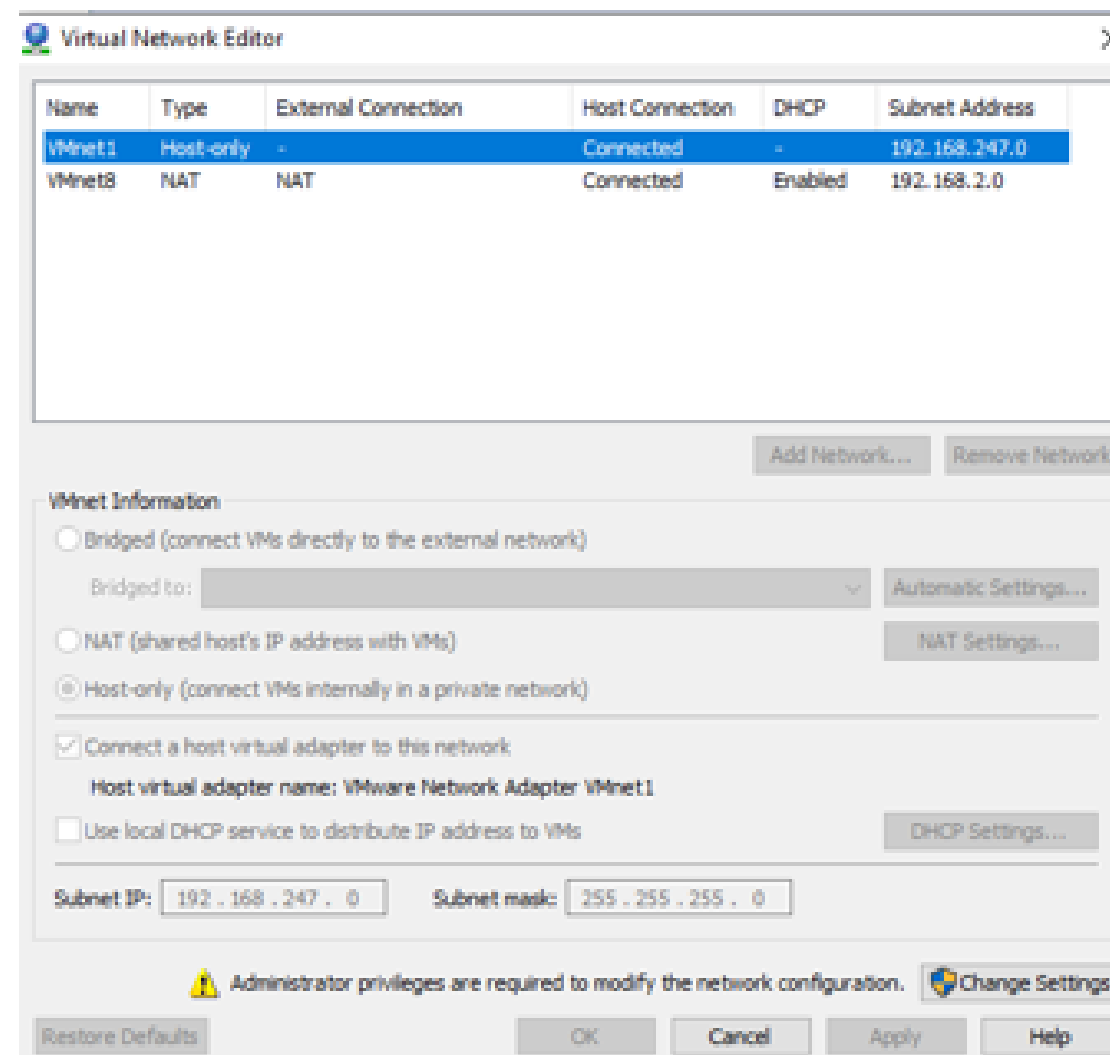 Virtual Network Editor
Name Type External Connection Host Connection DHCP Subnet Address
VMnet1 Host-only - Connected - 192.168.247.0
VMnet8 NAT NAT Connected Enabled 192.168.2.0
Add Network... Remove Network
VMnet Information
Bridged (connect VMs directly to the external network)
Bridged to: Automatic Settings...
NAT (shared host's IP address with VMs) NAT Settings...
Host-only (connect VMs internally in a private network)
Connect a host virtual adapter to this network
Host virtual adapter name: VMware Network Adapter VMnet1
Use local DHCP service to distribute IP address to VMs DHCP Settings...
Subnet IP: 192 . 168 . 247 . 0 Subnet mask: 255 . 255 . 255 . 0
Administrator privileges are required to modify the network configuration. Change Settings
Restore Defaults OK Cancel Apply Help